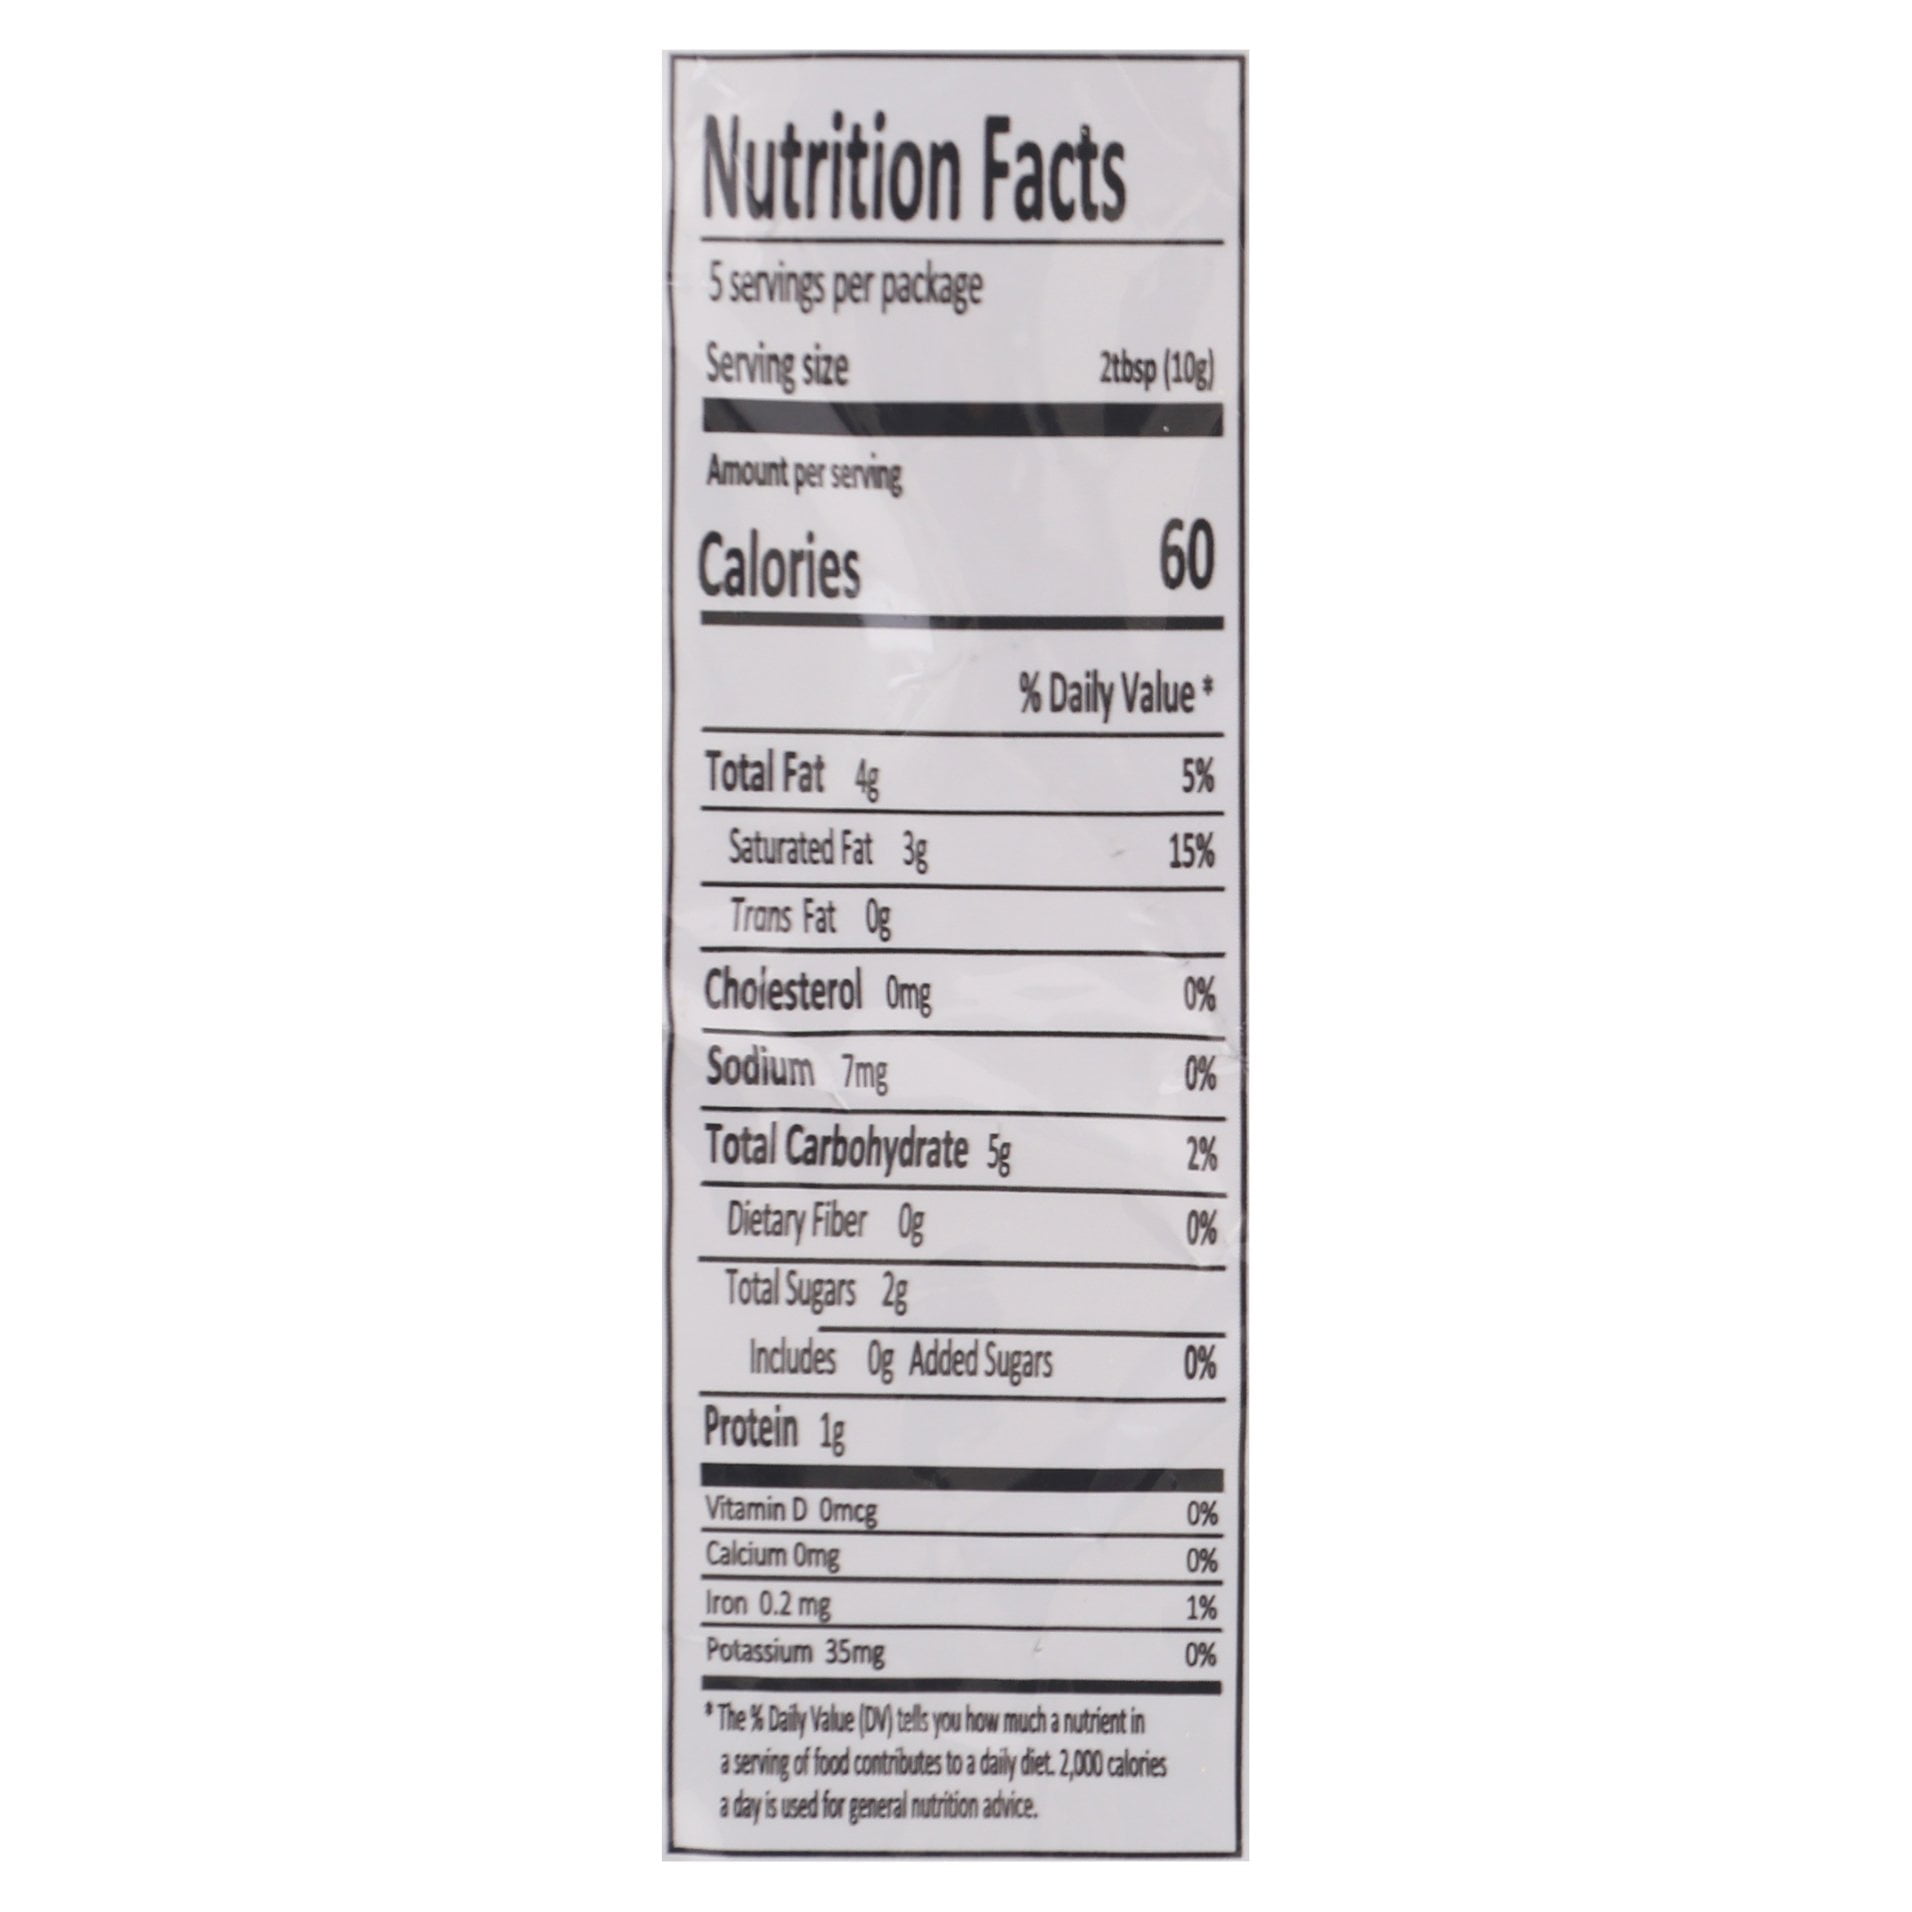 Nutrition Facts
5 servings per package
Serving size 2tbsp (10g)
Amount per serving
Calories 60
% Daily Value *
Total Fat 4g 5%
Saturated Fat 3g 15%
Trans Fat 0g
Cholesterol 0mg 0%
Sodium 7mg 0%
Total Carbohydrate 5g 2%
Dietary Fiber 0g 0%
Total Sugars 2g
Includes 0g Added Sugars 0%
Protein 1g
Vitamin D 0mcg 0%
Calcium 0mg 0%
Iron 0.2 mg 1%
Potassium 35mg 0%
* The % Daily Value (DV) tells you how much a nutrient in
a serving of food contributes to a daily diet. 2,000 calories
a day is used for general nutrition advice.